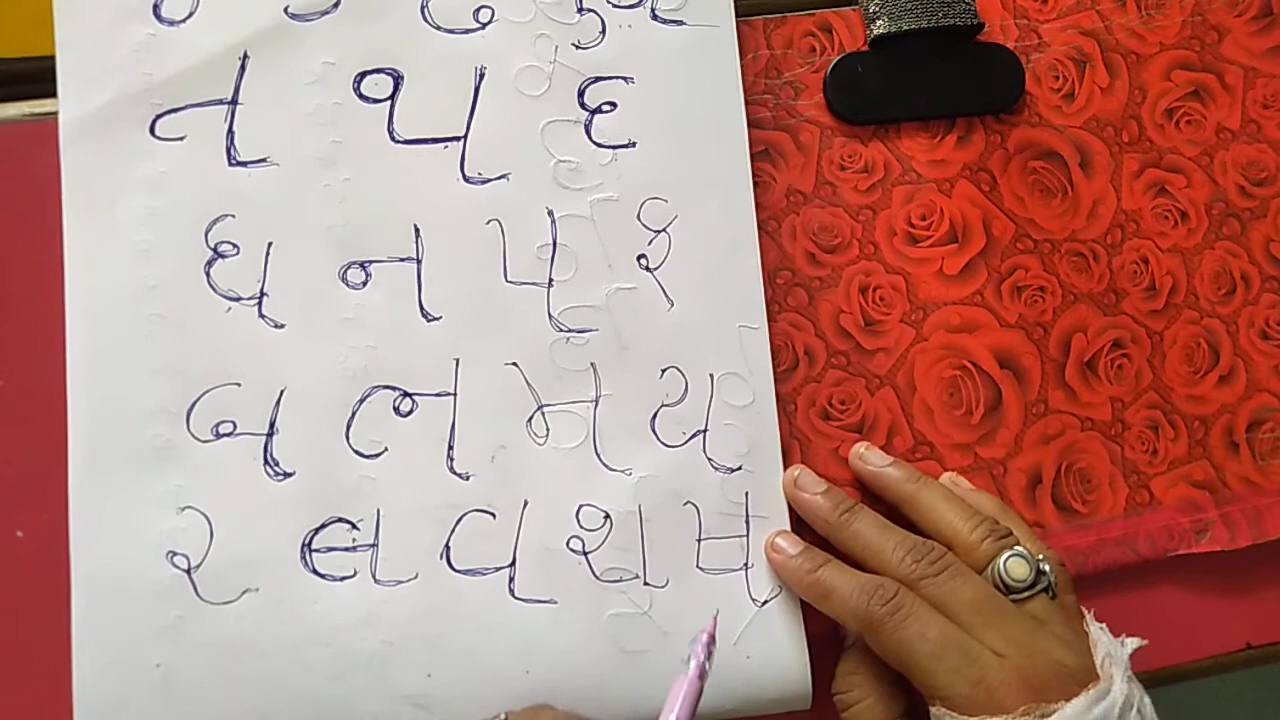 ત થ દ
ધ ન પ ફ
બ ભ મ ય
ર લ વ શ ષ